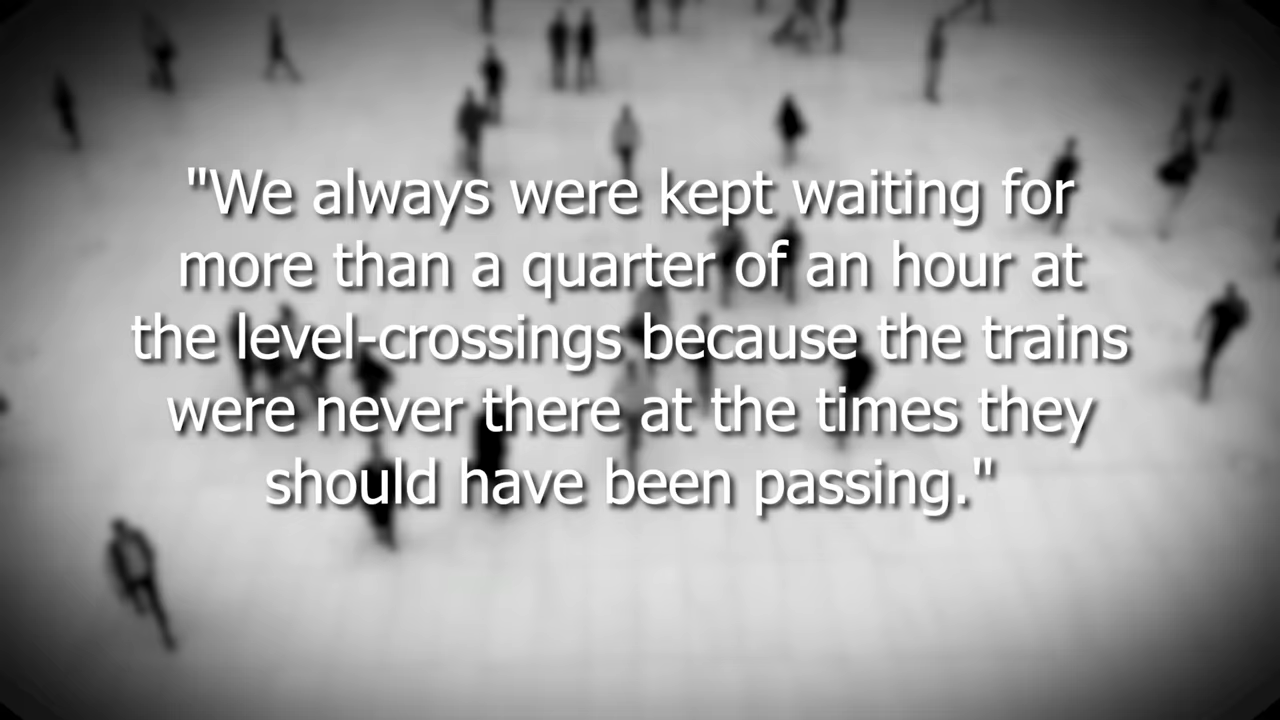 "We always were kept waiting for
more than a quarter of an hour at
the level-crossings because the trains
were never there at the times they
should have been passing."